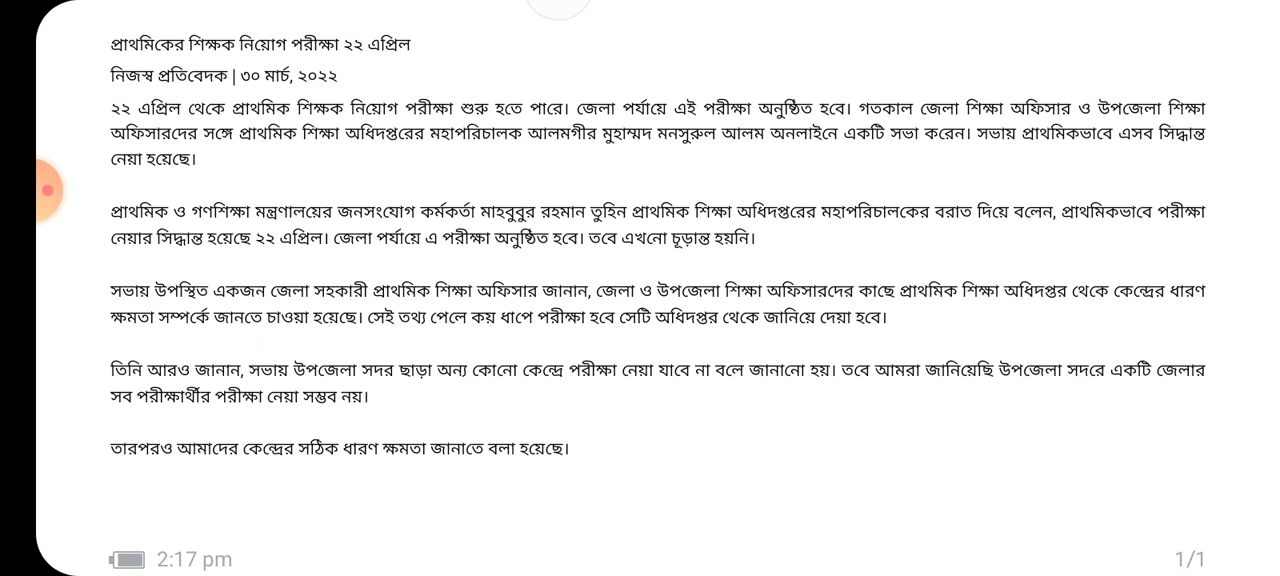 প্রাথমিকের শিক্ষক নিয়োগ পরীক্ষা ২২ এপ্রিল
নিজস্ব প্রতিবেদক | ৩০ মার্চ, ২০২২
২২ এপ্রিল থেকে প্রাথমিক শিক্ষক নিয়োগ পরীক্ষা শুরু হতে পারে। জেলা পর্যায়ে এই পরীক্ষা অনুষ্ঠিত হবে। গতকাল জেলা শিক্ষা অফিসার ও উপজেলা শিক্ষা
অফিসারদের সঙ্গে প্রাথমিক শিক্ষা অধিদপ্তরের মহাপরিচালক আলমগীর মুহাম্মদ মনসুরুল আলম অনলাইনে একটি সভা করেন। সভায় প্রাথমিকভাবে এসব সিদ্ধান্ত
নেয়া হয়েছে।
প্রাথমিক ও গণশিক্ষা মন্ত্রণালয়ের জনসংযোগ কর্মকর্তা মাহবুবুর রহমান তুহিন প্রাথমিক শিক্ষা অধিদপ্তরের মহাপরিচালকের বরাত দিয়ে বলেন, প্রাথমিকভাবে পরীক্ষা
নেয়ার সিদ্ধান্ত হয়েছে ২২ এপ্রিল। জেলা পর্যায়ে এ পরীক্ষা অনুষ্ঠিত হবে। তবে এখনো চূড়ান্ত হয়নি।
সভায় উপস্থিত একজন জেলা সহকারী প্রাথমিক শিক্ষা অফিসার জানান, জেলা ও উপজেলা শিক্ষা অফিসারদের কাছে প্রাথমিক শিক্ষা অধিদপ্তর থেকে কেন্দ্রের ধারণ
ক্ষমতা সম্পর্কে জানতে চাওয়া হয়েছে। সেই তথ্য পেলে কয় ধাপে পরীক্ষা হবে সেটি অধিদপ্তর থেকে জানিয়ে দেয়া হবে।
তিনি আরও জানান, সভায় উপজেলা সদর ছাড়া অন্য কোনো কেন্দ্রে পরীক্ষা নেয়া যাবে না বলে জানানো হয়। তবে আমরা জানিয়েছি উপজেলা সদরে একটি জেলার
সব পরীক্ষার্থীর পরীক্ষা নেয়া সম্ভব নয়।
তারপরও আমাদের কেন্দ্রের সঠিক ধারণ ক্ষমতা জানাতে বলা হয়েছে।
2:17 pm
1/1